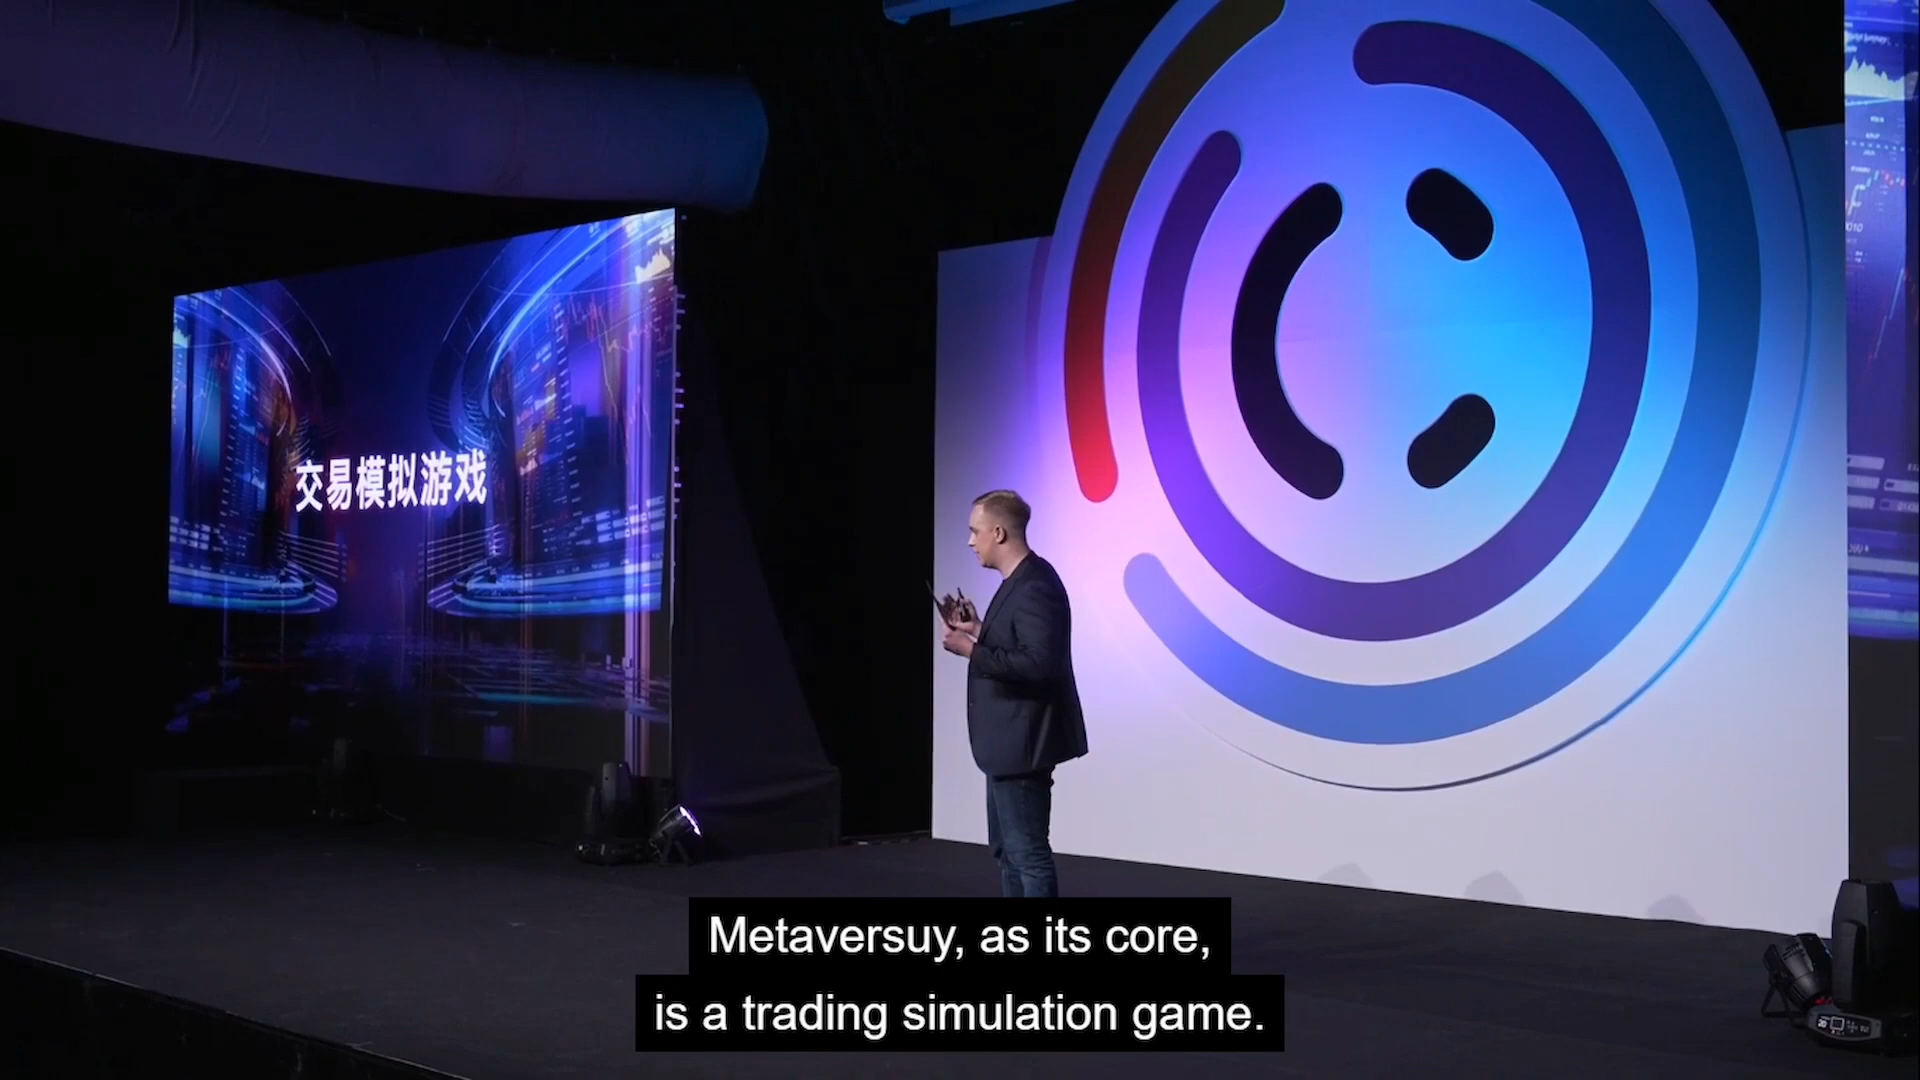 交易模拟游戏
Metaversuy, as its core,
is a trading simulation game.